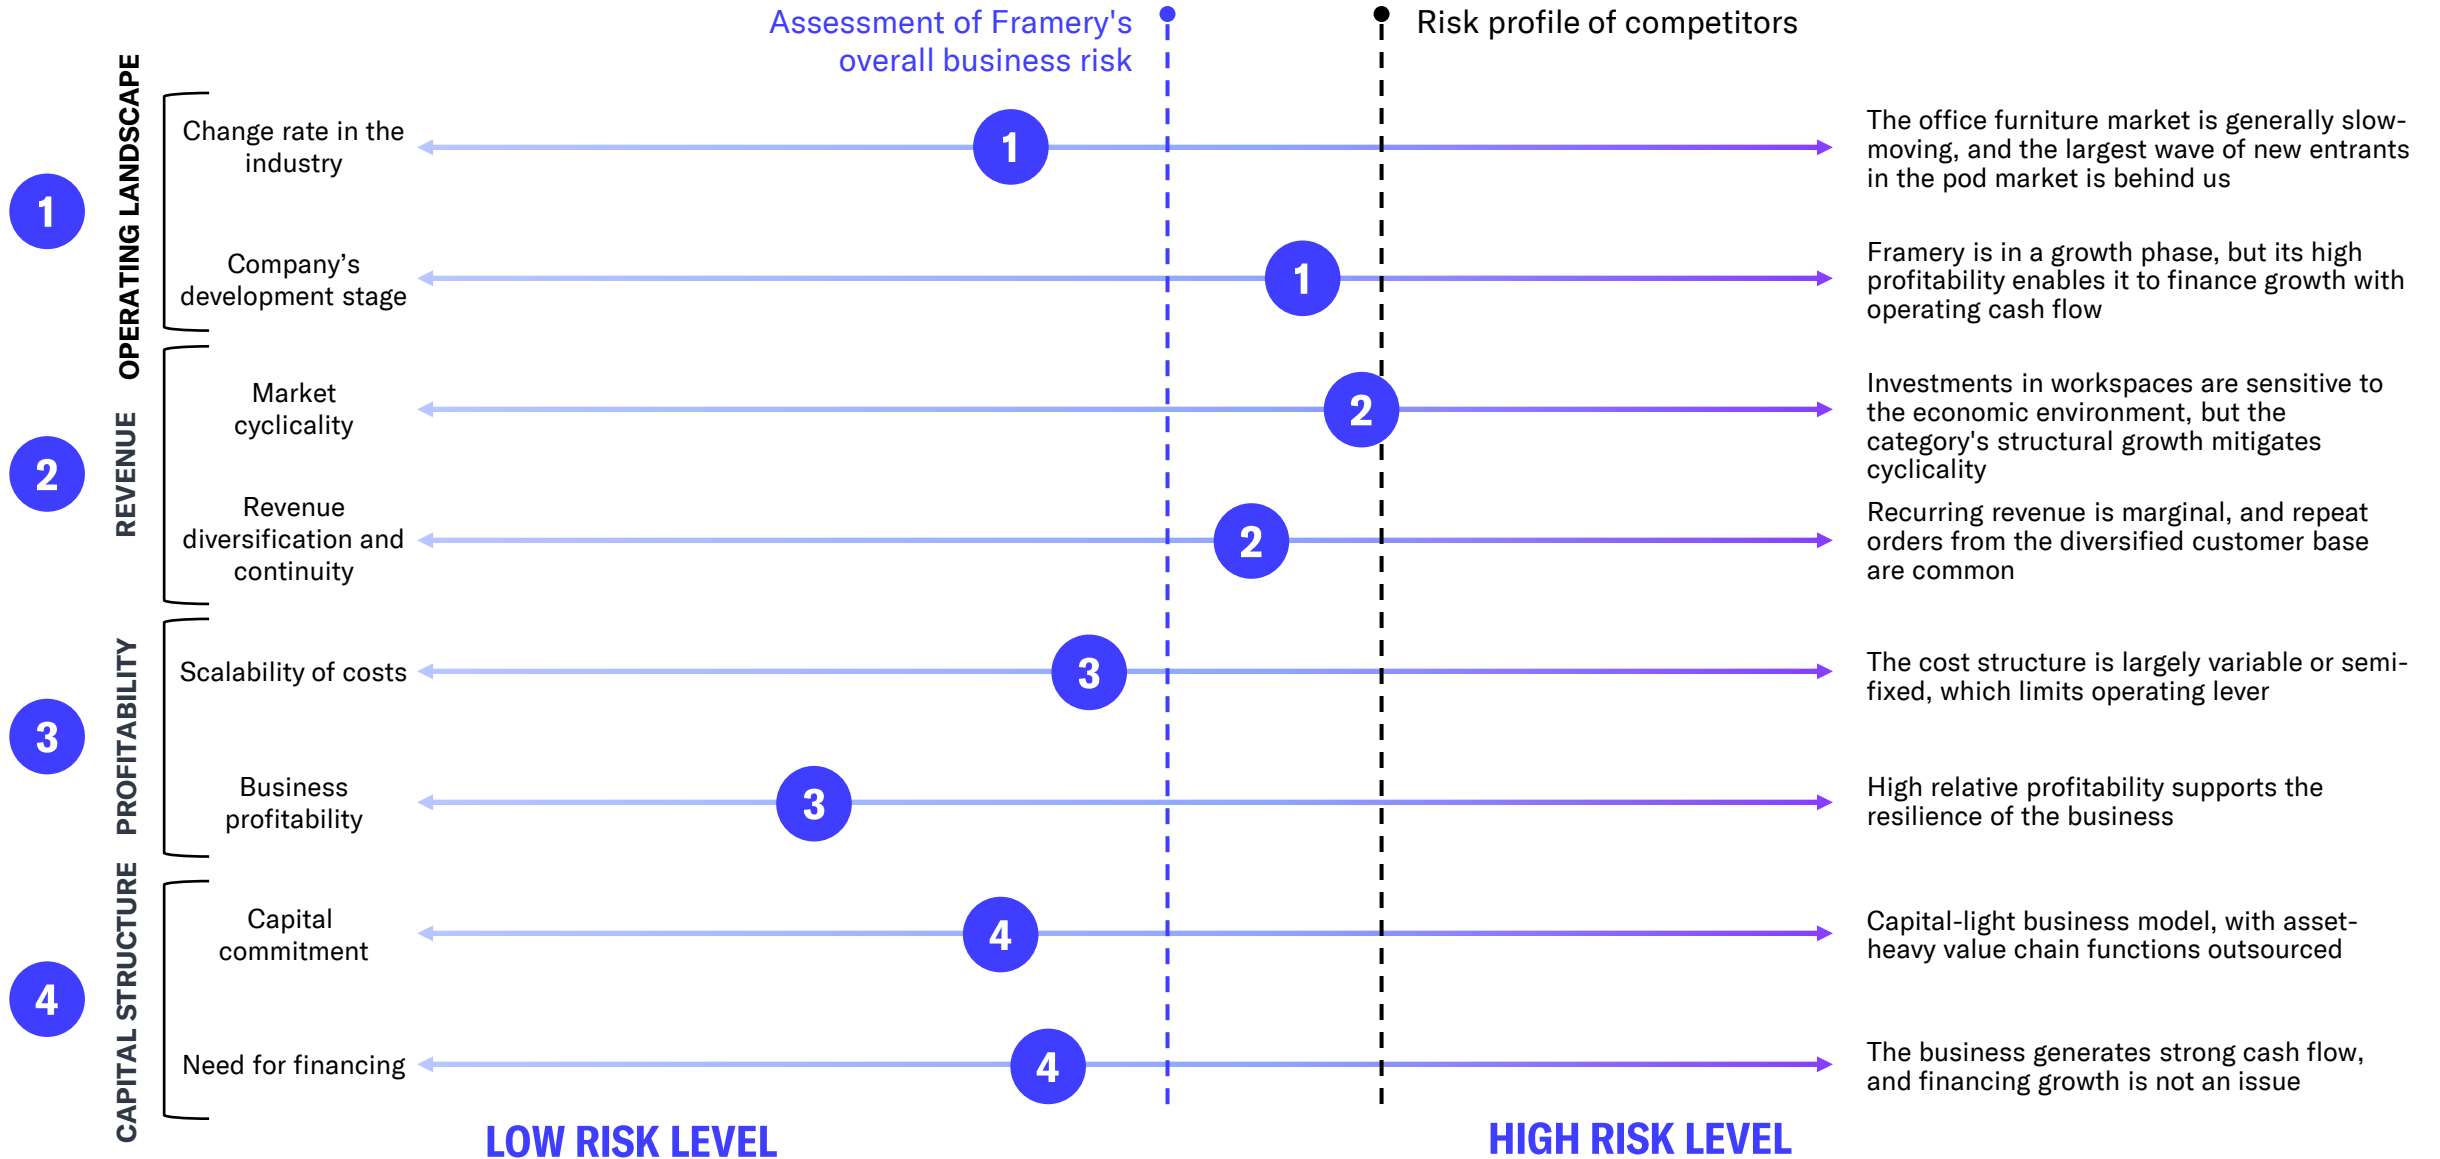 Assessment of Framery's
overall business risk
Risk profile of competitors
1
OPERATING LANDSCAPE
Change rate in the
industry
1
The office furniture market is generally slow-
moving, and the largest wave of new entrants
in the pod market is behind us
Company's
development stage
1
Framery is in a growth phase, but its high
profitability enables it to finance growth with
operating cash flow
2
REVENUE
Market
cyclicality
2
Investments in workspaces are sensitive to
the economic environment, but the
category's structural growth mitigates
cyclicality
Revenue
diversification and
continuity
2
Recurring revenue is marginal, and repeat
orders from the diversified customer base
are common
3
PROFITABILITY
Scalability of costs
3
The cost structure is largely variable or semi-
fixed, which limits operating lever
Business
profitability
3
High relative profitability supports the
resilience of the business
4
CAPITAL STRUCTURE
Capital
commitment
4
Capital-light business model, with asset-
heavy value chain functions outsourced
Need for financing
4
The business generates strong cash flow,
and financing growth is not an issue
LOW RISK LEVEL
HIGH RISK LEVEL